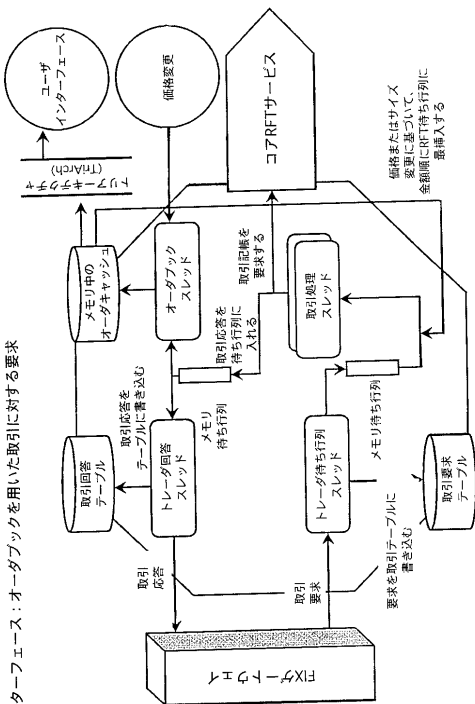 ターフェース：オーダブックを用いた取引に対する要求
FIXゲートウェイ
取引
応答
取引
要求
取引回答
テーブル
取引応答を
テーブルに書き込む
トレーダ回答
スレッド
メモリ
待ち行列
トレーダ待ち行列
スレッド
メモリ待ち行列
要求を取引テーブルに
書き込む
取引要求
テーブル
メモリ中の
オーダキャッシュ
オーダブック
スレッド
取引応答を
待ち行列に
入れる
取引記帳を
要求する
取引処理
スレッド
トリアーキテクチャ
(TriArch)
ユーザ
インターフェース
価格変更
コアRFTサービス
価格またはサイズ
変更に基づいて、
金額順にRFT待ち行列に
最挿入する